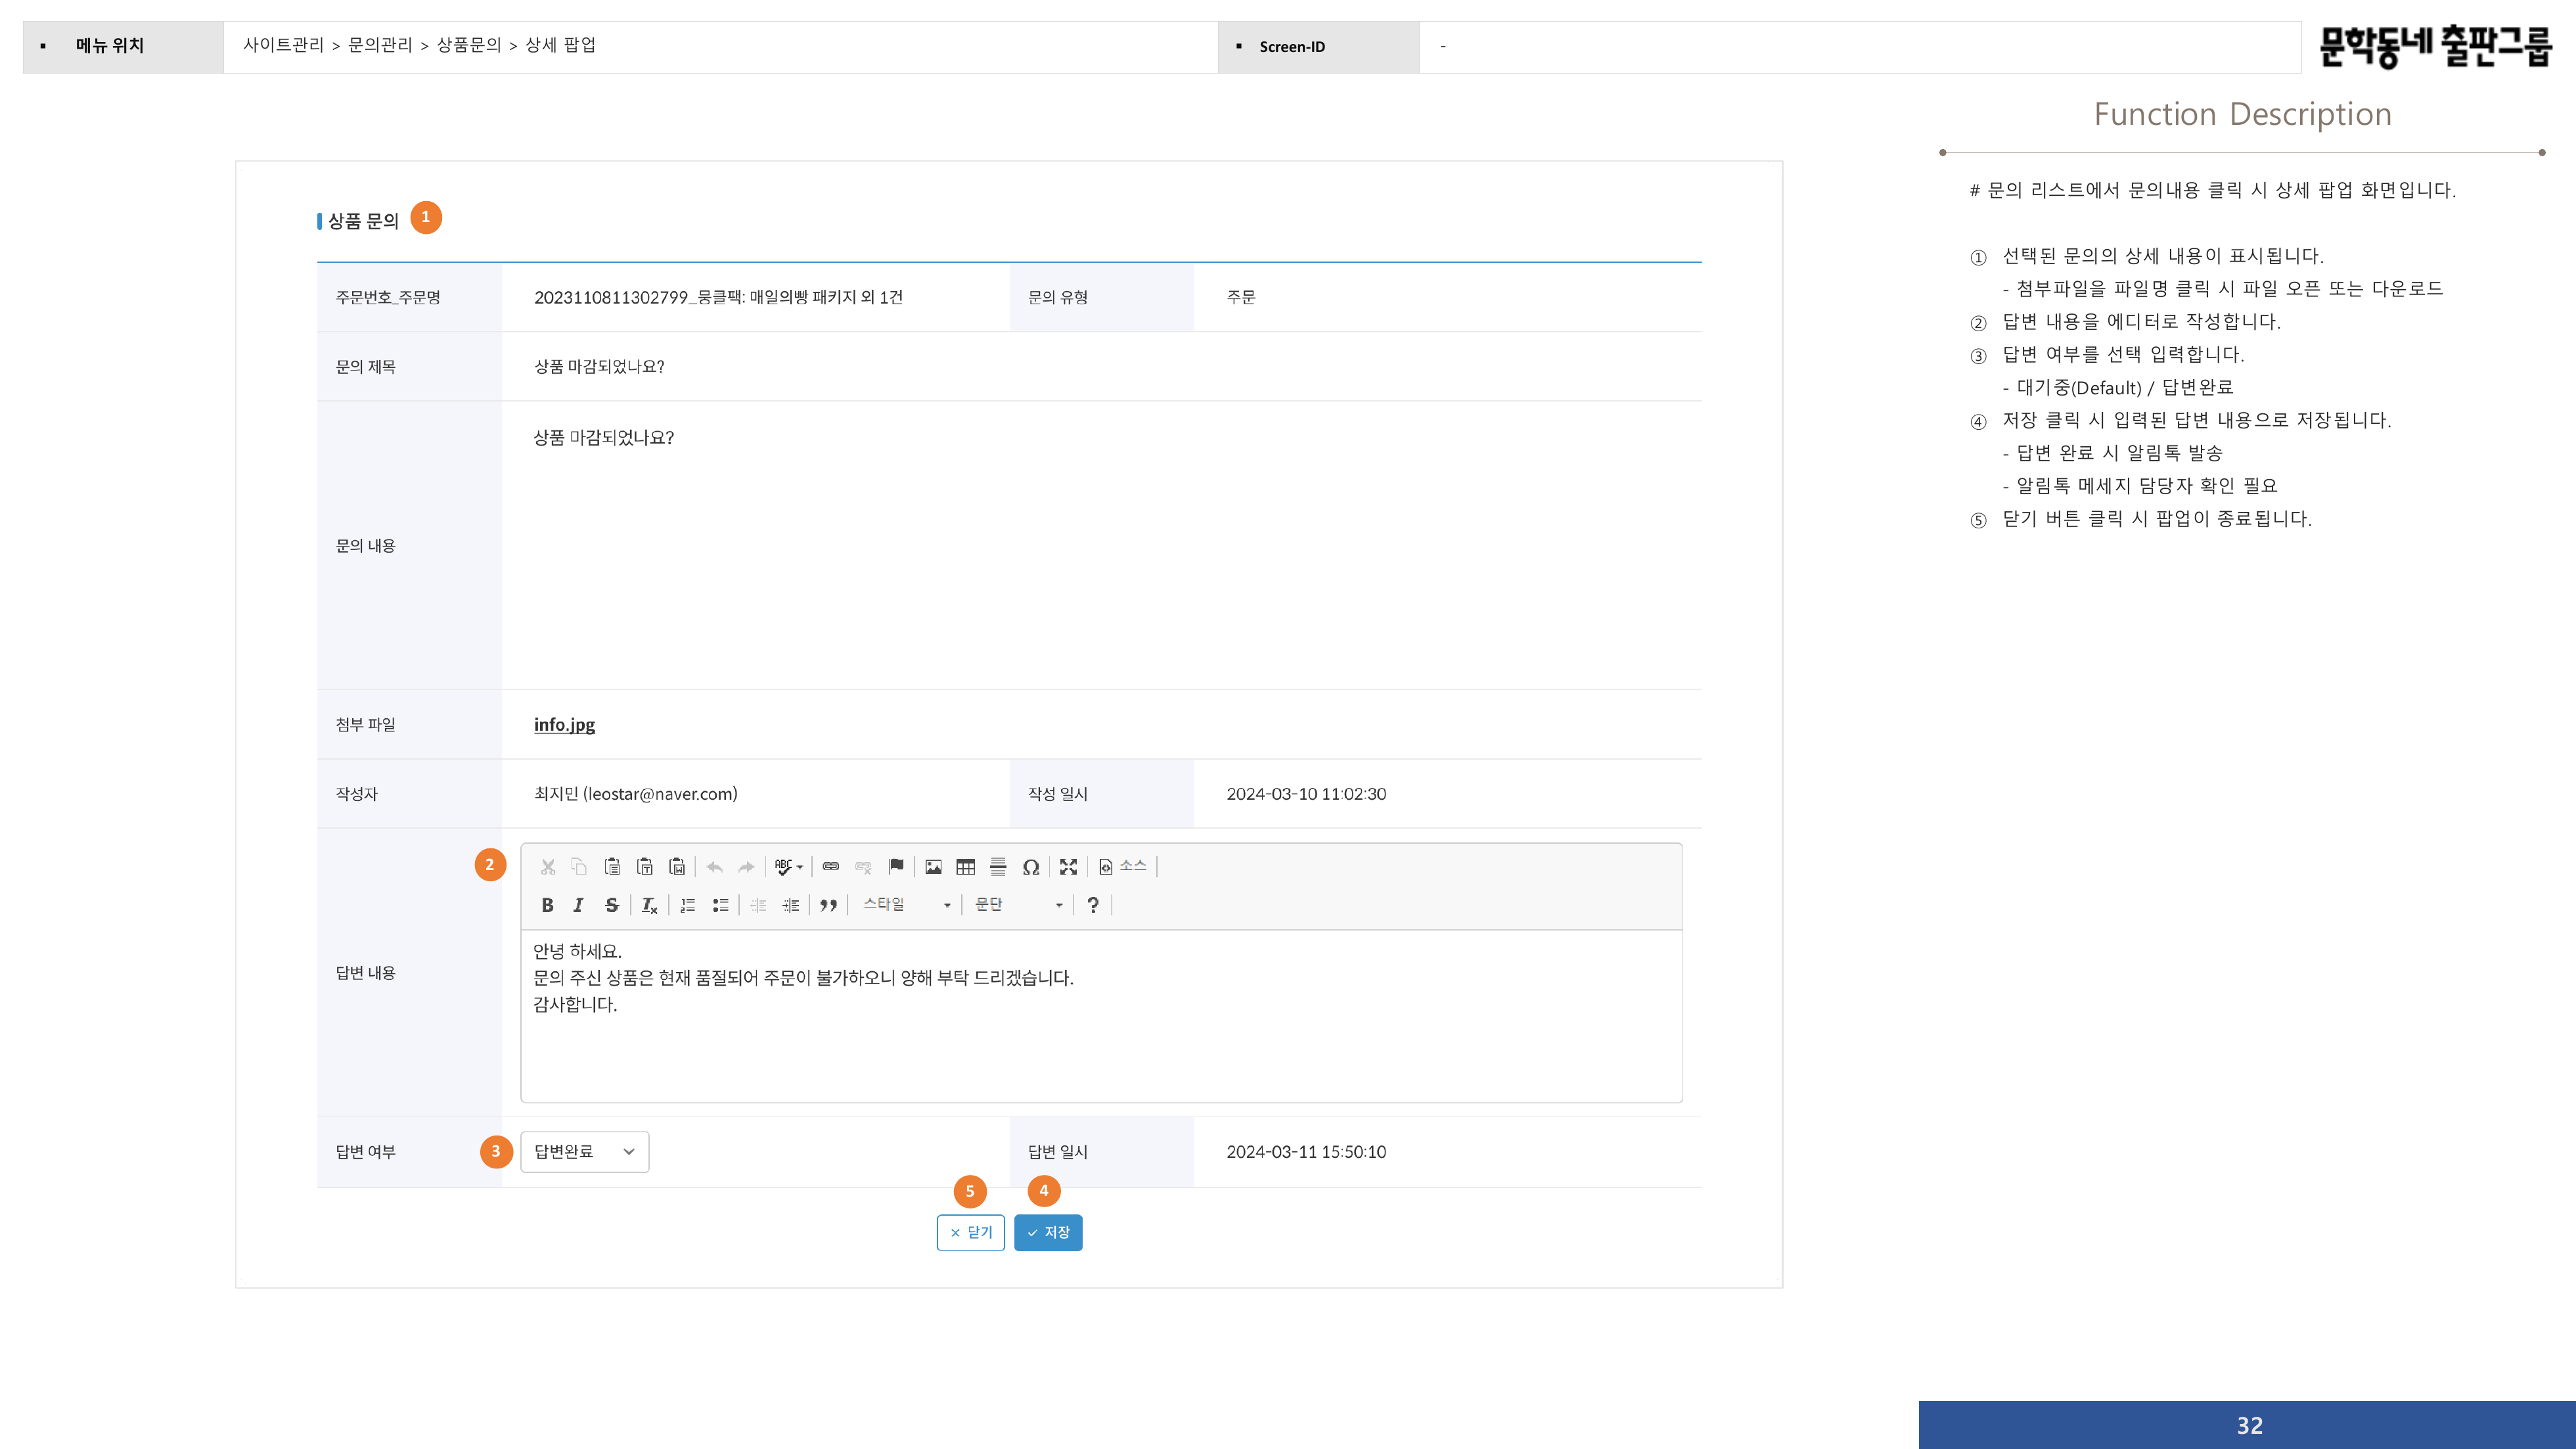 ▪ 메뉴 위치
사이트관리 > 문의관리 > 상품문의 > 상세 팝업
▪ Screen-ID
-
문학동네 출판그룹
Function Description
# 문의 리스트에서 문의내용 클릭 시 상세 팝업 화면입니다.
① 선택된 문의의 상세 내용이 표시됩니다.
- 첨부파일을 파일명 클릭 시 파일 오픈 또는 다운로드
② 답변 내용을 에디터로 작성합니다.
③ 답변 여부를 선택 입력합니다.
- 대기중(Default) / 답변완료
④ 저장 클릭 시 입력된 답변 내용으로 저장됩니다.
- 답변 완료 시 알림톡 발송
- 알림톡 메세지 담당자 확인 필요
⑤ 닫기 버튼 클릭 시 팝업이 종료됩니다.
상품 문의 1
주문번호_주문명 2023110811302799_뭉클팩: 매일의빵 패키지 외 1건 문의 유형 주문
문의 제목 상품 마감되었나요?
문의 내용 상품 마감되었나요?
첨부 파일 info.jpg
작성자 최지민 (leostar@naver.com) 작성 일시 2024-03-10 11:02:30
2
ABC 소스
B I S Ix 스타일 문단 ?
답변 내용
안녕 하세요.
문의 주신 상품은 현재 품절되어 주문이 불가하오니 양해 부탁 드리겠습니다.
감사합니다.
답변 여부 3 답변완료 답변 일시 2024-03-11 15:50:10
5 4
× 닫기 ✓ 저장
32